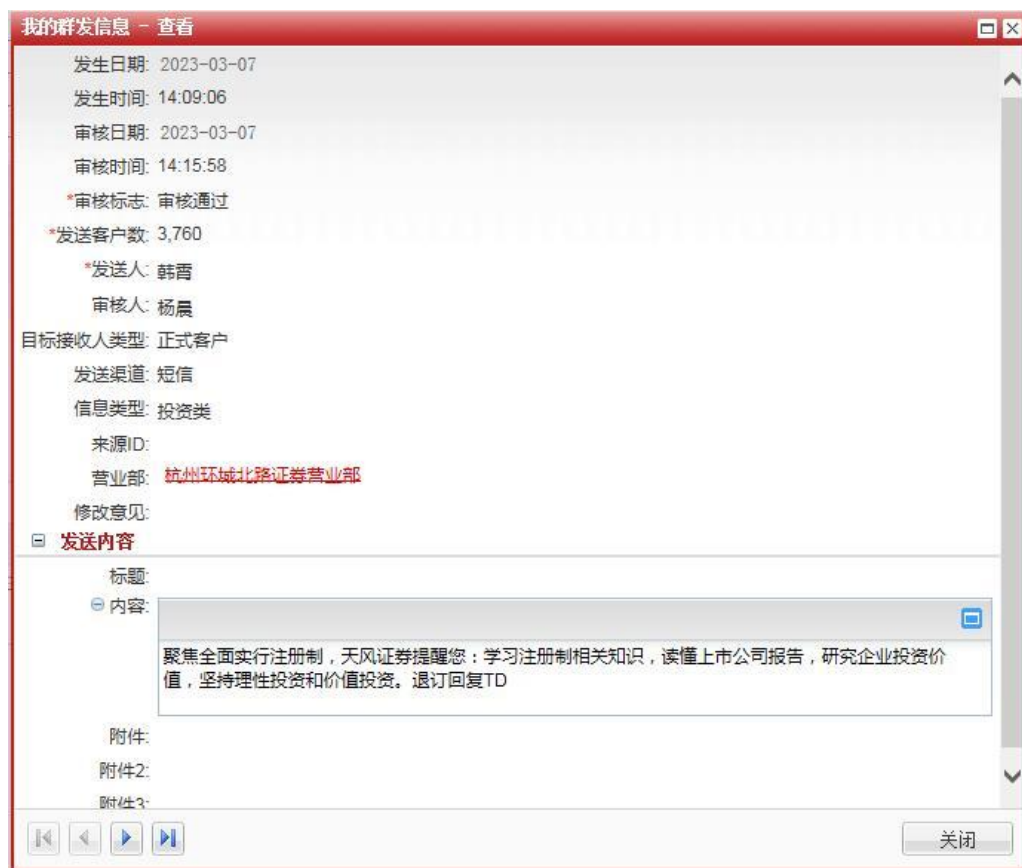 我的群发信息 - 查看
发生日期: 2023-03-07
发生时间: 14:09:06
审核日期: 2023-03-07
审核时间: 14:15:58
*审核标志: 审核通过
*发送客户数: 3,760
*发送人: 韩霄
审核人: 杨晨
目标接收人类型: 正式客户
发送渠道: 短信
信息类型: 投资类
来源ID:
营业部: 杭州环城北路证券营业部
修改意见:
发送内容
标题:
内容:
聚焦全面实行注册制，天风证券提醒您：学习注册制相关知识，读懂上市公司报告，研究企业投资价
值，坚持理性投资和价值投资。退订回复TD
附件:
附件2:
附件3:
关闭